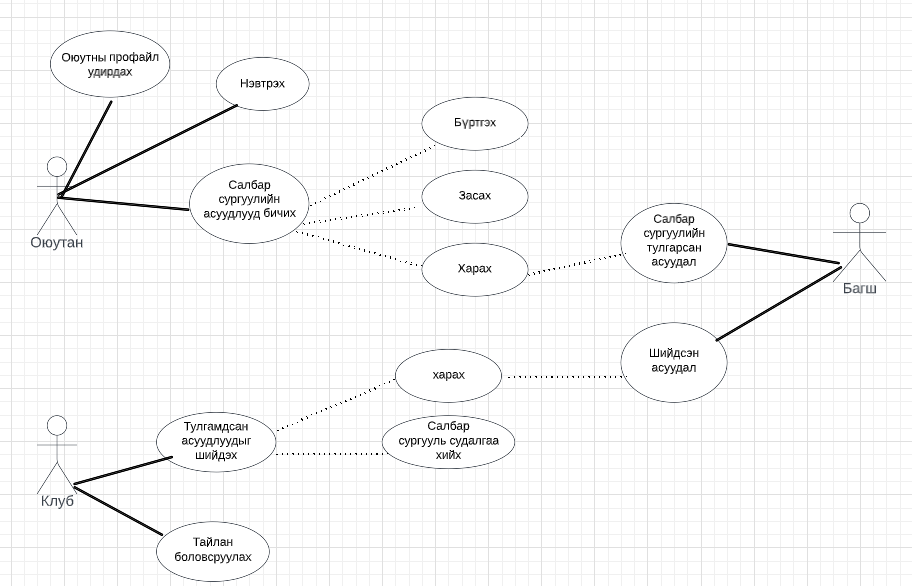 Оюутны профайл
удирдах
Нэвтрэх
Бүртгэх
Салбар
сургуулийн
асуудлууд бичих
Засах
Салбар
сургуулийн
тулгарсан
асуудал
Оюутан
Харах
Багш
Шийдсэн
асуудал
харах
Тулгамдсан
асуудлуудыг
шийдэх
Салбар
сургууль судалгаа
хийх
Клуб
Тайлан
боловсруулах